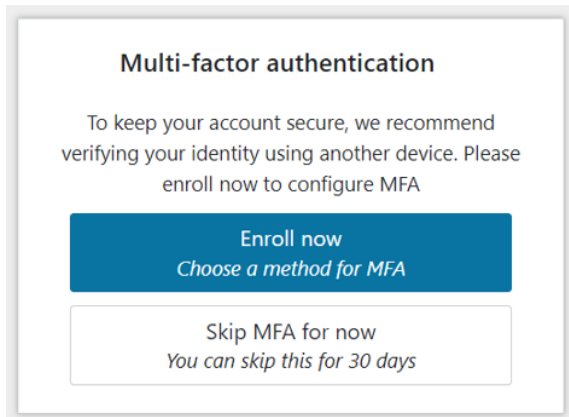 Multi-factor authentication
To keep your account secure, we recommend
verifying your identity using another device. Please
enroll now to configure MFA
Enroll now
Choose a method for MFA
Skip MFA for now
You can skip this for 30 days